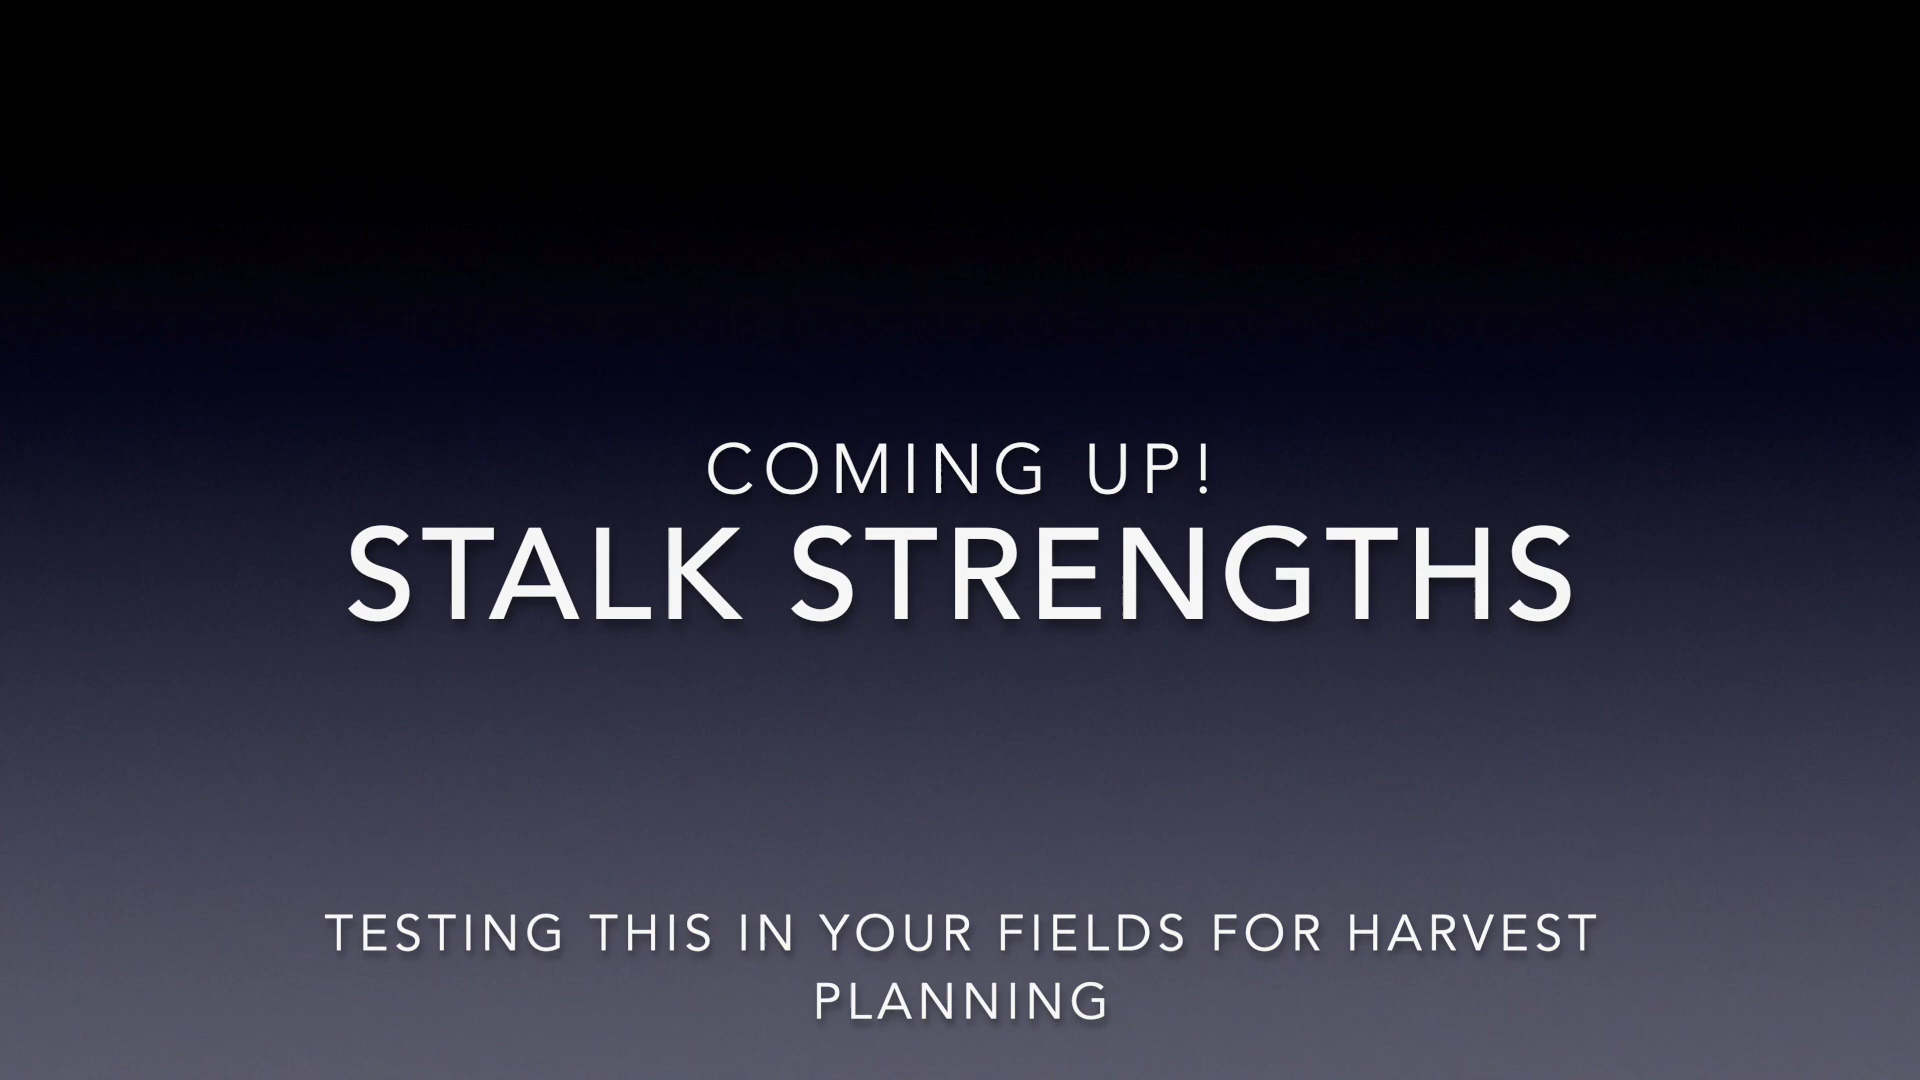 COMING UP!
STALK STRENGTHS
TESTING THIS IN YOUR FIELDS FOR HARVEST
PLANNING